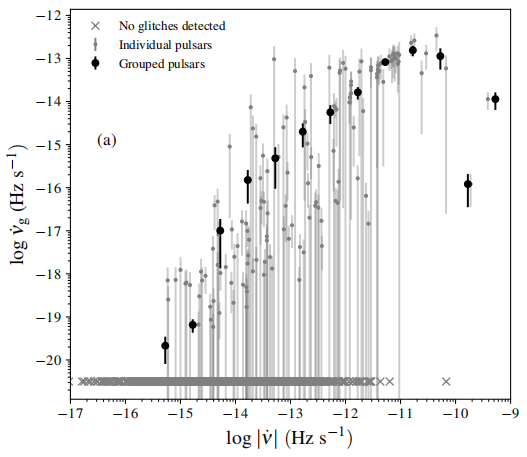 No glitches detected
Individual pulsars
Grouped pulsars
(a)
log ν̇g (Hz s⁻¹)
−12
−13
−14
−15
−16
−17
−18
−19
−20
−17 −16 −15 −14 −13 −12 −11 −10 −9
log |ν̇| (Hz s⁻¹)